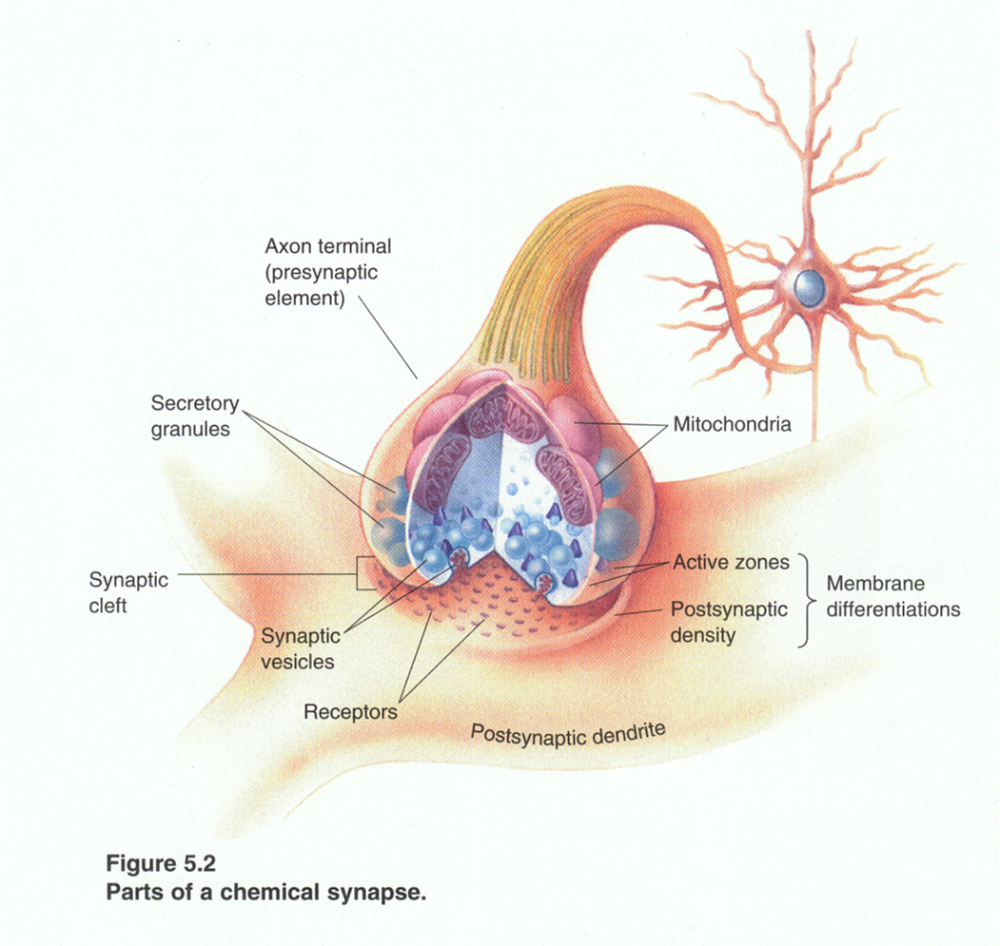 Axon terminal
(presynaptic
element)
Secretory
granules
Mitochondria
Synaptic
cleft
Active zones
Postsynaptic
density
Membrane
differentiations
Synaptic
vesicles
Receptors
Postsynaptic dendrite
Figure 5.2
Parts of a chemical synapse.